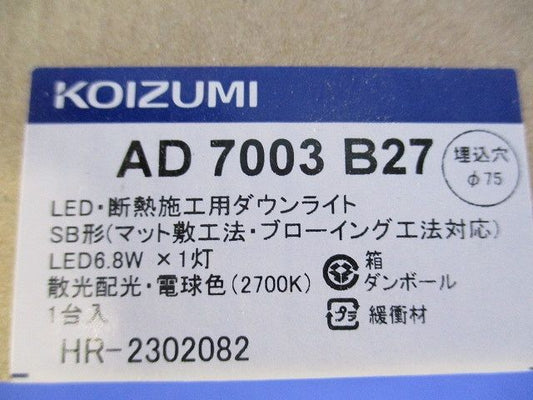 KOIZUMI
AD 7003 B27
埋込穴
φ75
LED・断熱施工用ダウンライト
SB形(マット敷工法・ブローイング工法対応)
LED6.8W ×1灯
散光配光・電球色(2700K)
1台入
箱
ダンボール
プラ
緩衝材
HR-2302082